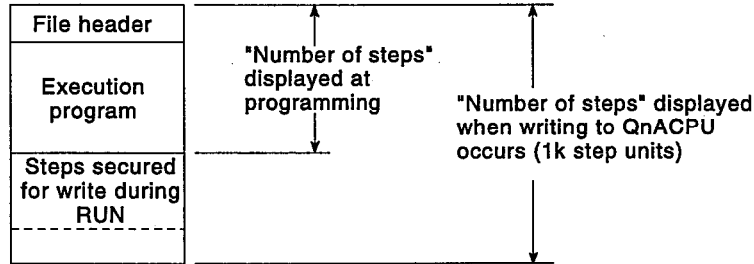 File header
Execution
program
Steps secured
for write during
RUN
"Number of steps"
displayed at
programming
"Number of steps" displayed
when writing to QnACPU
occurs (1k step units)